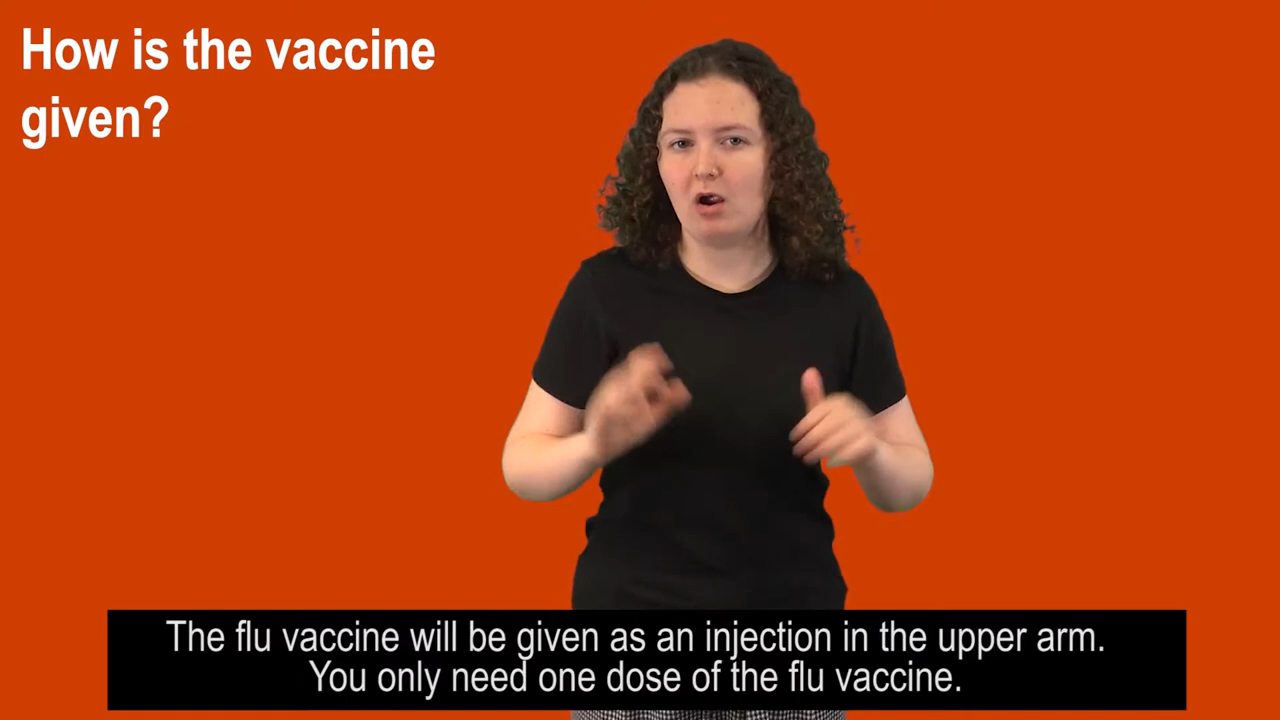 How is the vaccine
given?
The flu vaccine will be given as an injection in the upper arm.
You only need one dose of the flu vaccine.